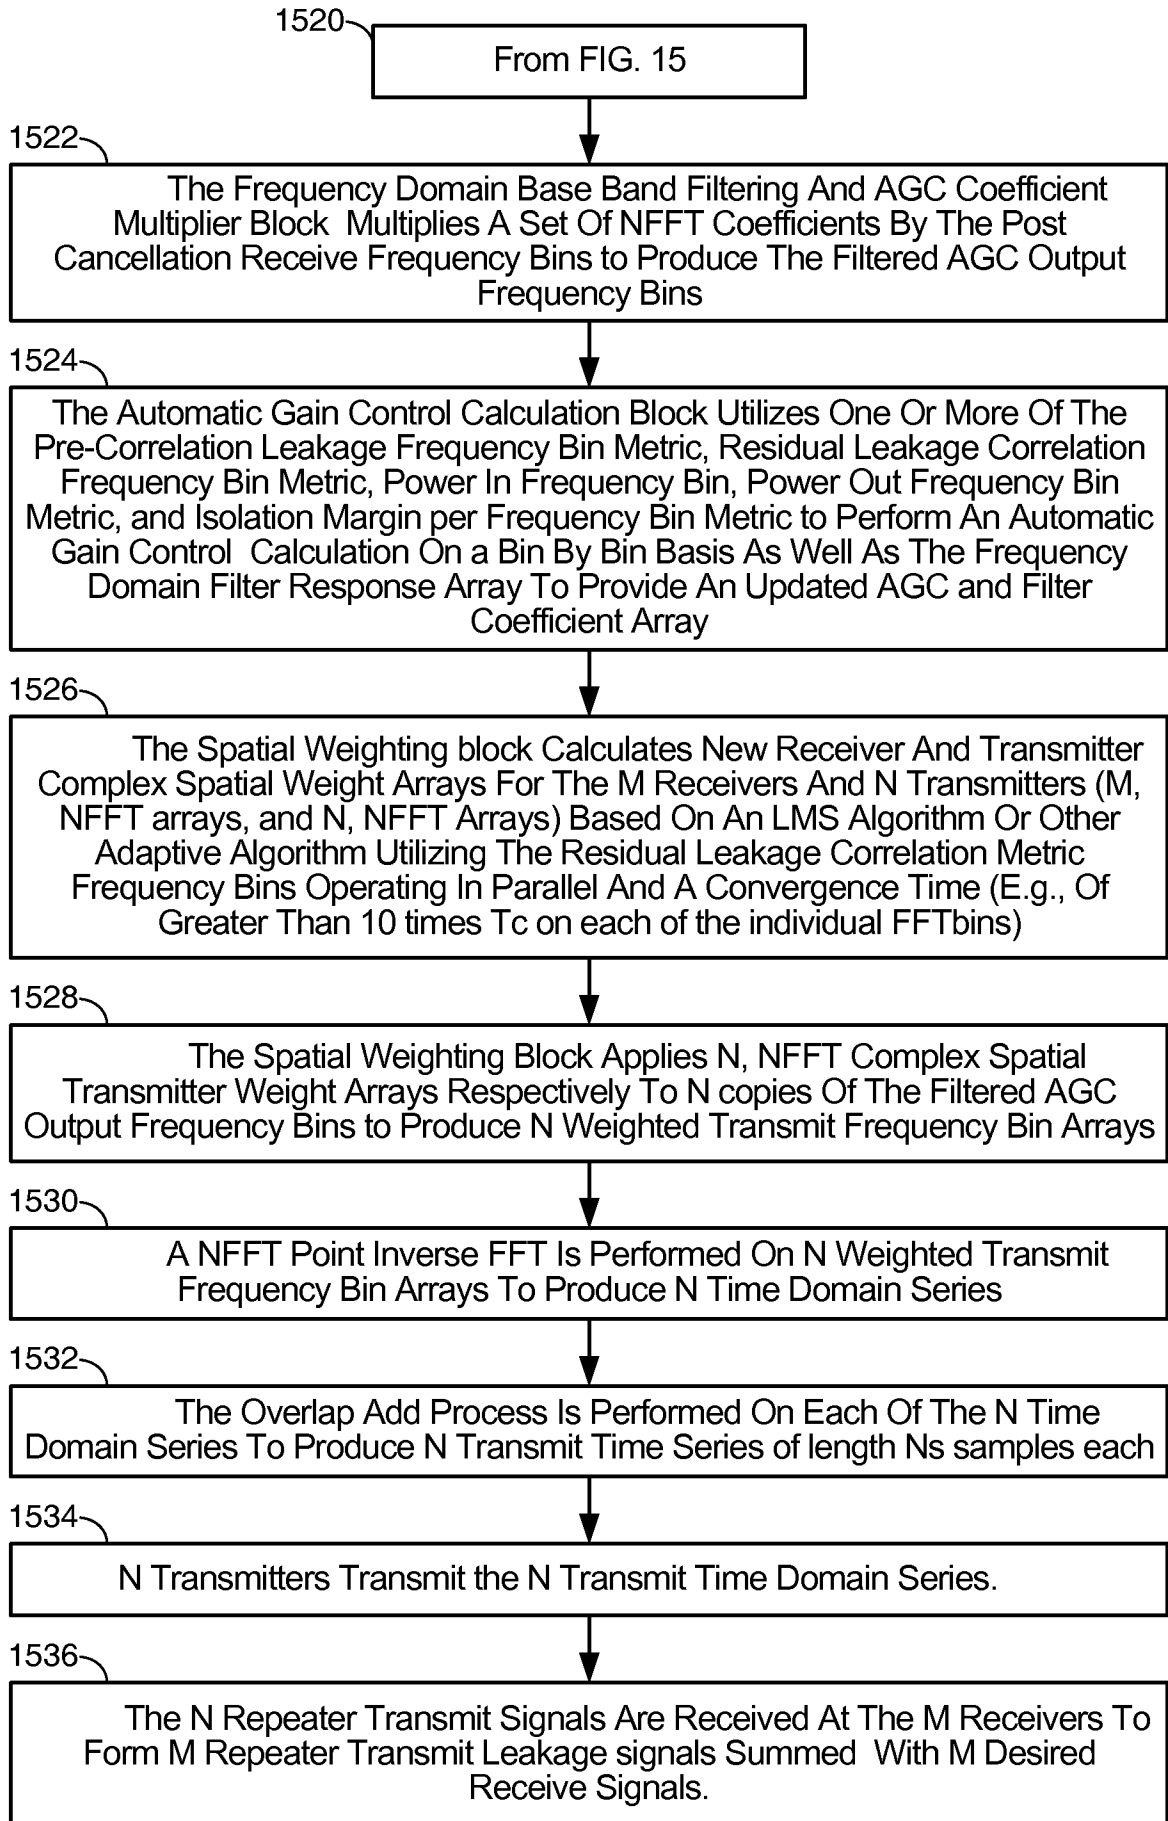 1520
From FIG. 15
1522
The Frequency Domain Base Band Filtering And AGC Coefficient
Multiplier Block Multiplies A Set Of NFFT Coefficients By The Post
Cancellation Receive Frequency Bins to Produce The Filtered AGC Output
Frequency Bins
1524
The Automatic Gain Control Calculation Block Utilizes One Or More Of The
Pre-Correlation Leakage Frequency Bin Metric, Residual Leakage Correlation
Frequency Bin Metric, Power In Frequency Bin, Power Out Frequency Bin
Metric, and Isolation Margin per Frequency Bin Metric to Perform An Automatic
Gain Control Calculation On a Bin By Bin Basis As Well As The Frequency
Domain Filter Response Array To Provide An Updated AGC and Filter
Coefficient Array
1526
The Spatial Weighting block Calculates New Receiver And Transmitter
Complex Spatial Weight Arrays For The M Receivers And N Transmitters (M,
NFFT arrays, and N, NFFT Arrays) Based On An LMS Algorithm Or Other
Adaptive Algorithm Utilizing The Residual Leakage Correlation Metric
Frequency Bins Operating In Parallel And A Convergence Time (E.g., Of
Greater Than 10 times Tc on each of the individual FFTbins)
1528
The Spatial Weighting Block Applies N, NFFT Complex Spatial
Transmitter Weight Arrays Respectively To N copies Of The Filtered AGC
Output Frequency Bins to Produce N Weighted Transmit Frequency Bin Arrays
1530
A NFFT Point Inverse FFT Is Performed On N Weighted Transmit
Frequency Bin Arrays To Produce N Time Domain Series
1532
The Overlap Add Process Is Performed On Each Of The N Time
Domain Series To Produce N Transmit Time Series of length Ns samples each
1534
N Transmitters Transmit the N Transmit Time Domain Series.
1536
The N Repeater Transmit Signals Are Received At The M Receivers To
Form M Repeater Transmit Leakage signals Summed With M Desired
Receive Signals.